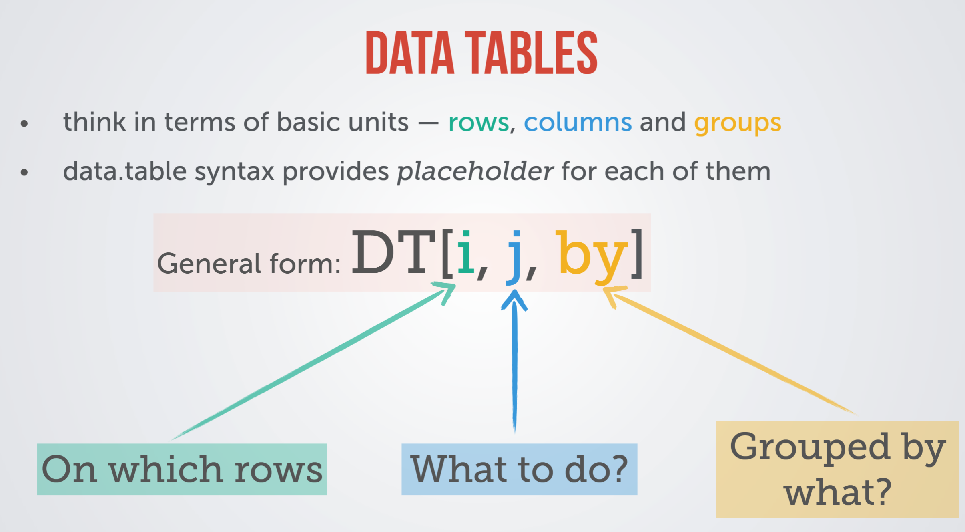 DATA TABLES
• think in terms of basic units — rows, columns and groups
• data.table syntax provides placeholder for each of them
General form: DT[i, j, by]
On which rows
What to do?
Grouped by
what?